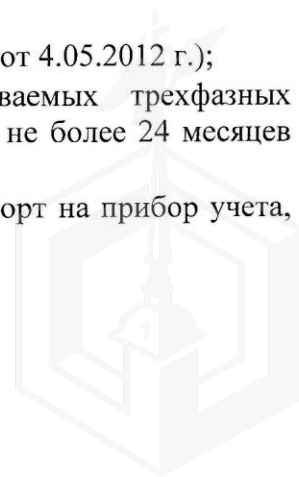 от 4.05.2012 г.);
ваемых трехфазных
не более 24 месяцев
орт на прибор учета,